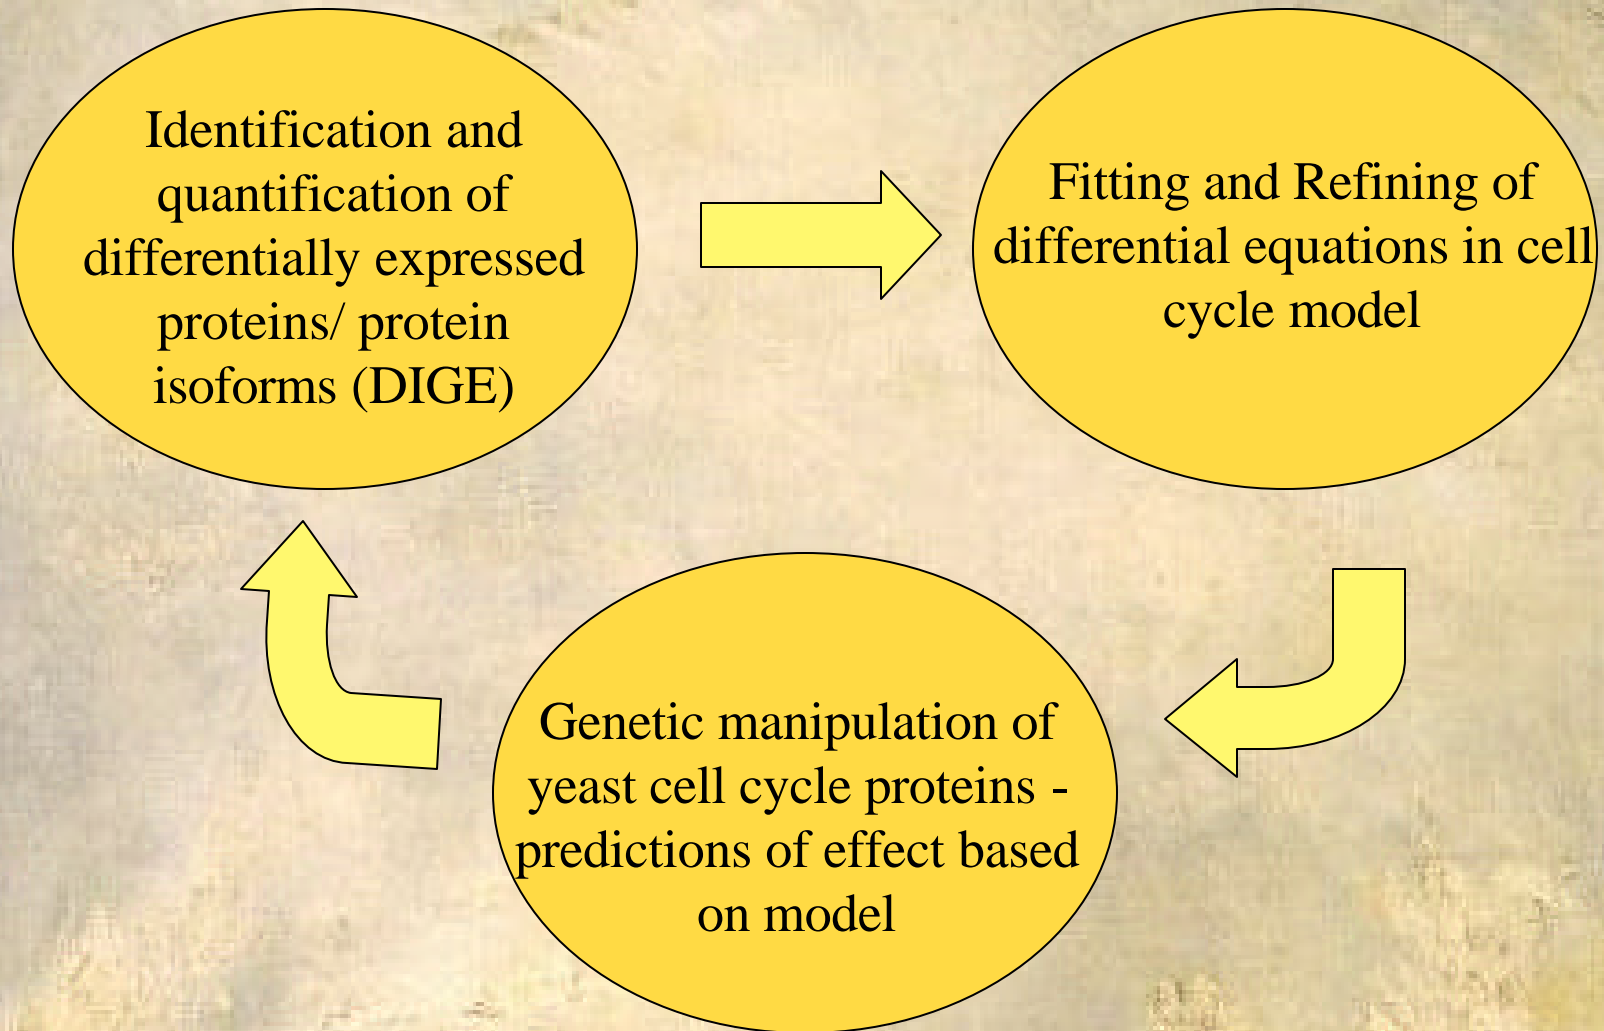 Identification and
quantification of
differentially expressed
proteins/ protein
isoforms (DIGE)
Fitting and Refining of
differential equations in cell
cycle model
Genetic manipulation of
yeast cell cycle proteins -
predictions of effect based
on model